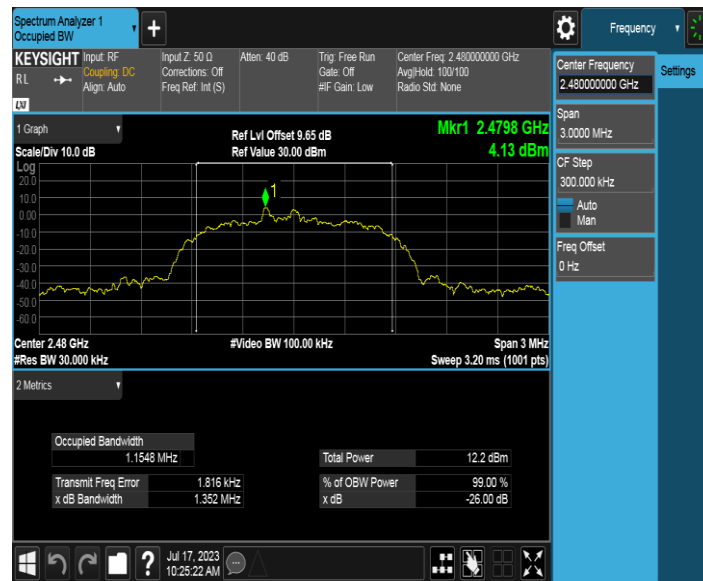 Spectrum Analyzer 1
Occupied BW
+
Frequency
KEYSIGHT
RL
LXI
Input: RF
Coupling: DC
Align: Auto
Input Z: 50 Ω
Corrections: Off
Freq Ref: Int (S)
Atten: 40 dB
Trig: Free Run
Gate: Off
#IF Gain: Low
Center Freq: 2.480000000 GHz
Avg|Hold: 100/100
Radio Std: None
Center Frequency
2.480000000 GHz
Settings
Span
3.0000 MHz
CF Step
300.000 kHz
Auto
Man
Freq Offset
0 Hz
1 Graph
Ref Lvl Offset 9.65 dB
Mkr1 2.4798 GHz
Scale/Div 10.0 dB
Ref Value 30.00 dBm
4.13 dBm
Log
20.0
10.0
0.00
-10.0
-20.0
-30.0
-40.0
-50.0
-60.0
1
Center 2.48 GHz
#Video BW 100.00 kHz
Span 3 MHz
#Res BW 30.000 kHz
Sweep 3.20 ms (1001 pts)
2 Metrics
Occupied Bandwidth
1.1548 MHz
Total Power 12.2 dBm
Transmit Freq Error 1.816 kHz
% of OBW Power 99.00 %
x dB Bandwidth 1.352 MHz
x dB -26.00 dB
?
Jul 17, 2023
10:25:22 AM